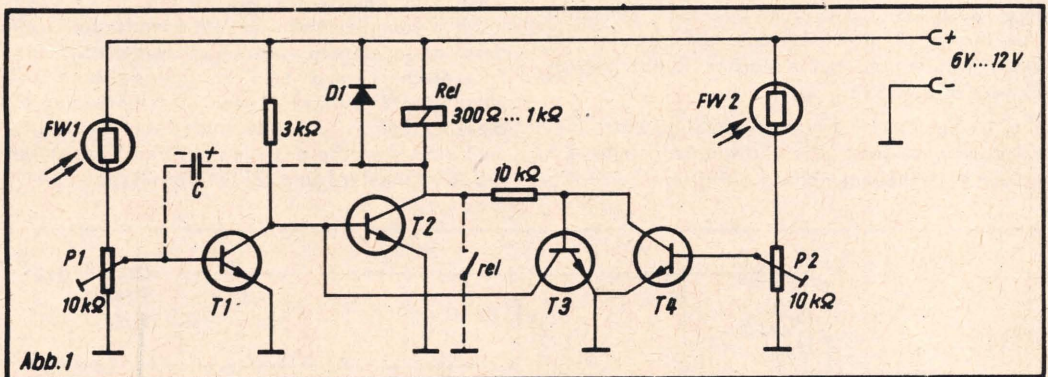 +
6V...12V
-
D1
Rel
300Ω...1kΩ
FW1
3kΩ
FW2
- +
C
10kΩ
T2
P1
rel
P2
10kΩ
T1
T3
T4
10kΩ
Abb.1